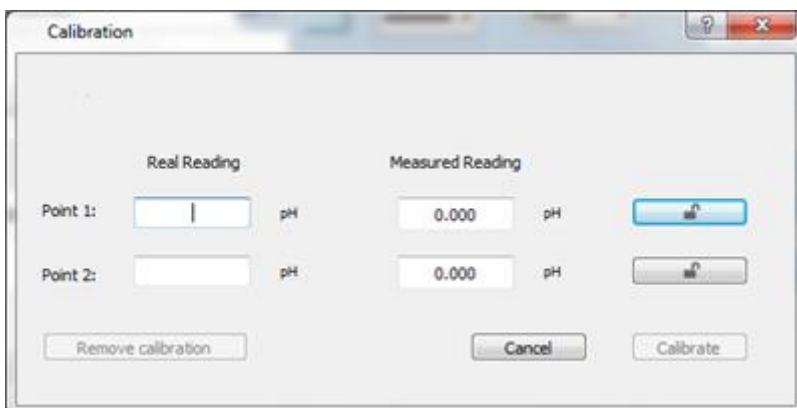 Calibration
?
Real Reading Measured Reading
Point 1: pH 0.000 pH
Point 2: pH 0.000 pH
Remove calibration Cancel Calibrate